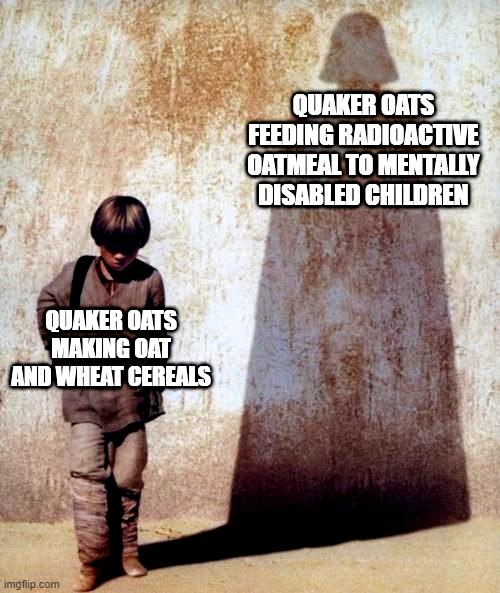 QUAKER OATS
FEEDING RADIOACTIVE
OATMEAL TO MENTALLY
DISABLED CHILDREN
QUAKER OATS
MAKING OAT
AND WHEAT CEREALS
imgflip.com